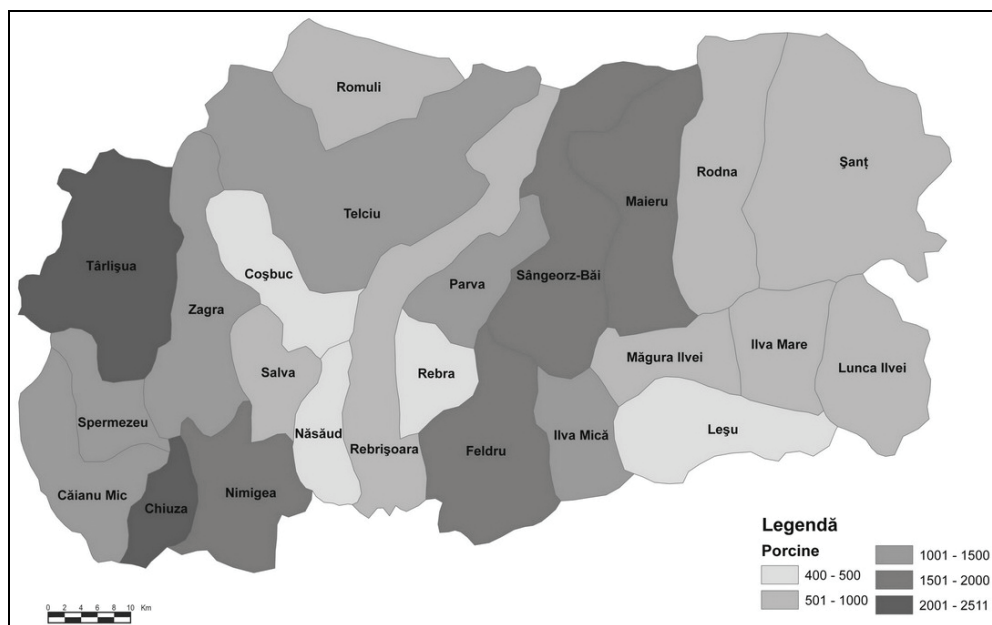 Romuli
Şanţ
Rodna
Maieru
Telciu
Târlişua
Coşbuc
Parva
Sângeorz-Băi
Zagra
Ilva Mare
Măgura Ilvei
Lunca Ilvei
Salva
Rebra
Spermezeu
Năsăud
Rebrişoara
Feldru
Ilva Mică
Leşu
Căianu Mic
Chiuza
Nimigea
Legendă
Porcine
400 - 500
501 - 1000
1001 - 1500
1501 - 2000
2001 - 2511
0 2 4 6 8 10 Km